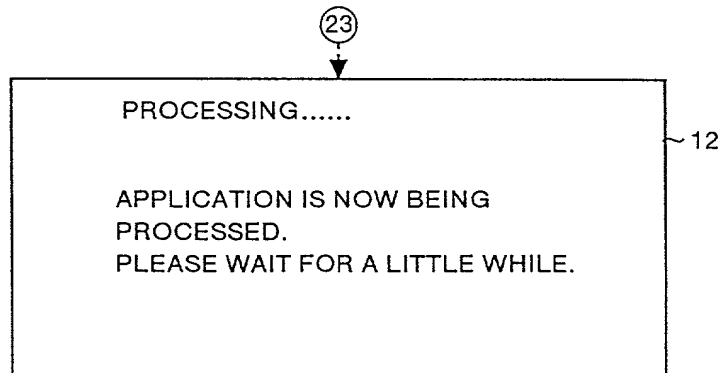 23
PROCESSING......
12
APPLICATION IS NOW BEING
PROCESSED.
PLEASE WAIT FOR A LITTLE WHILE.